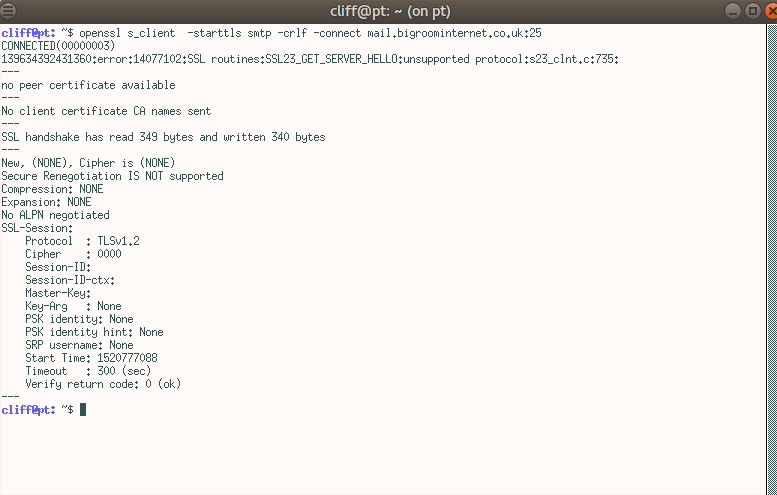 cliff@pt: ~ (on pt)
cliff@pt: ~$ openssl s_client  -starttls smtp -crlf -connect mail.bigroominternet.co.uk:25
CONNECTED(00000003)
139634392431360:error:14077102:SSL routines:SSL23_GET_SERVER_HELLO:unsupported protocol:s23_clnt.c:735:
---
no peer certificate available
---
No client certificate CA names sent
---
SSL handshake has read 349 bytes and written 340 bytes
---
New, (NONE), Cipher is (NONE)
Secure Renegotiation IS NOT supported
Compression: NONE
Expansion: NONE
No ALPN negotiated
SSL-Session:
    Protocol  : TLSv1.2
    Cipher    : 0000
    Session-ID:
    Session-ID-ctx:
    Master-Key:
    Key-Arg   : None
    PSK identity: None
    PSK identity hint: None
    SRP username: None
    Start Time: 1520777088
    Timeout   : 300 (sec)
    Verify return code: 0 (ok)
---
cliff@pt: ~$